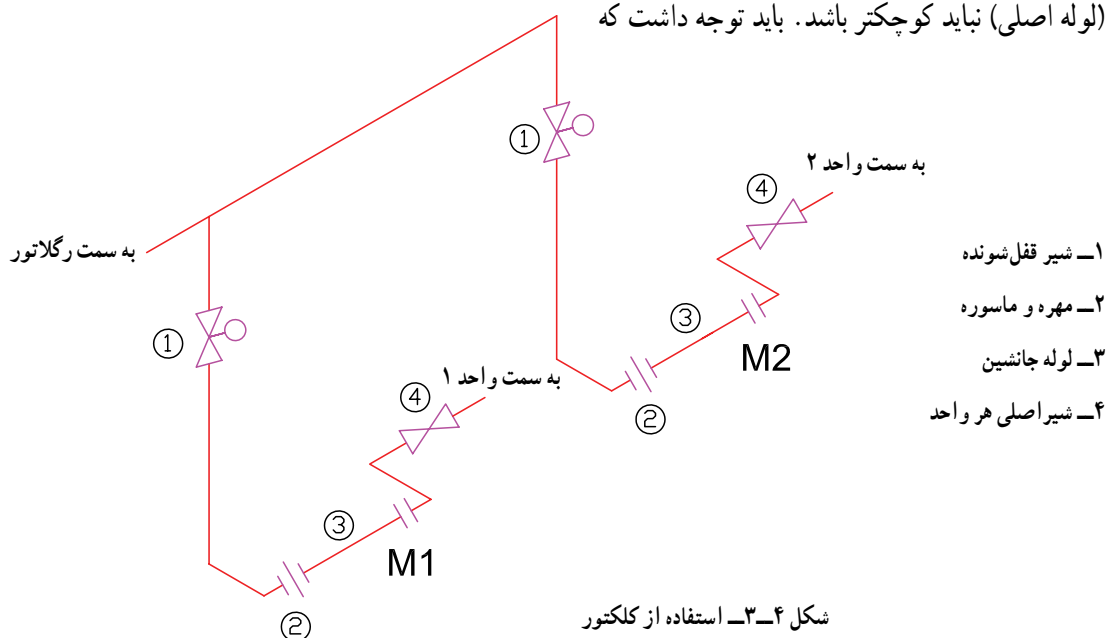 (لوله اصلی) نباید کوچکتر باشد. باید توجه داشت که
①
به سمت واحد ۲
④
به سمت رگلاتور
۱ــ شیر قفل‌شونده
①
③
۲ــ مهره و ماسوره
M2
۳ــ لوله جانشین
به سمت واحد ۱
④
②
۴ــ شیراصلی هر واحد
③
M1
②
شکل ۴ــ۳ــ استفاده از کلکتور